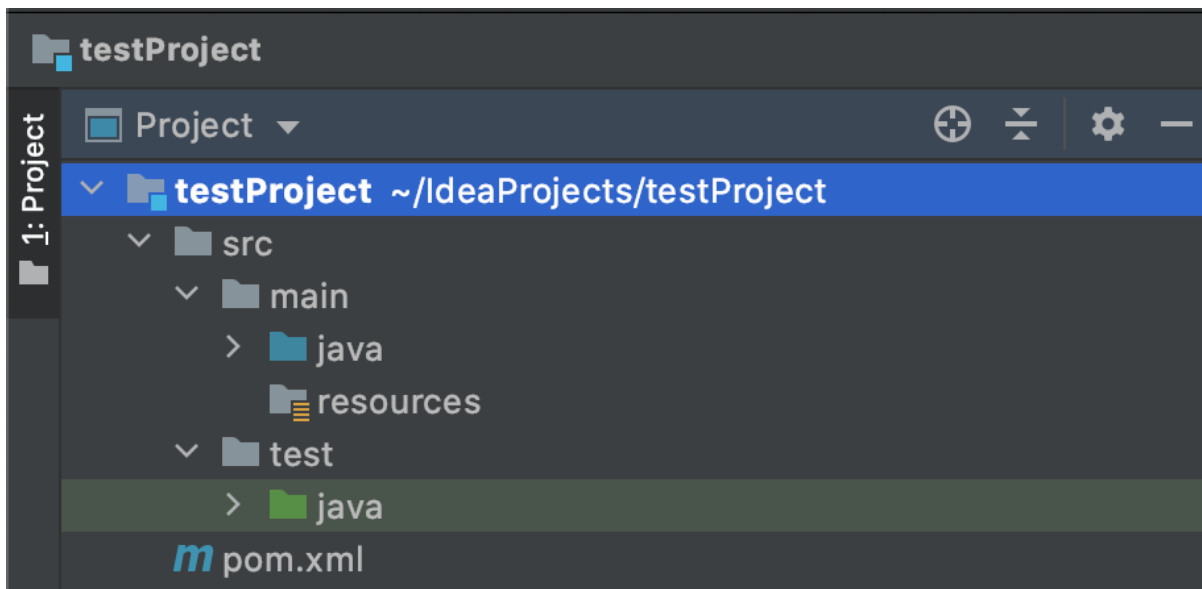 testProject
1: Project
Project
testProject ~/IdeaProjects/testProject
src
main
java
resources
test
java
pom.xml